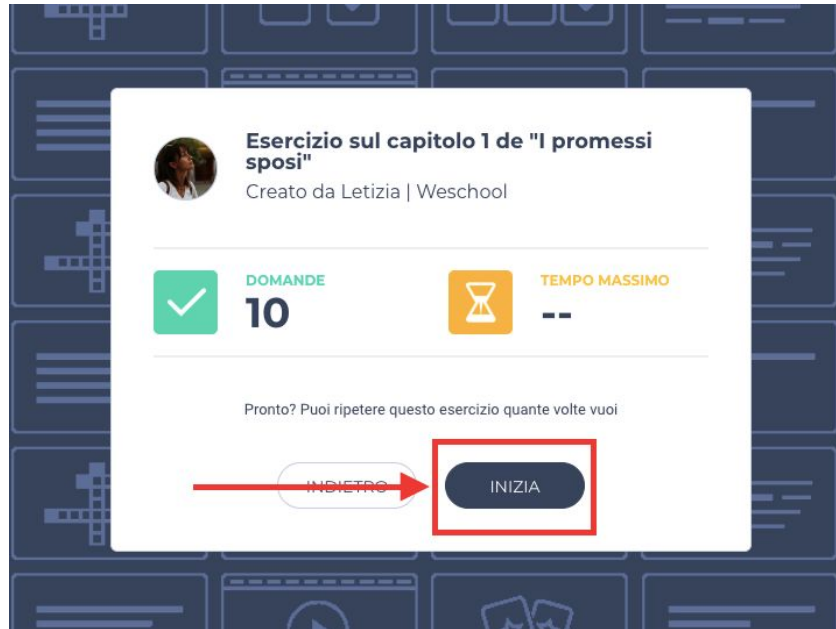 Esercizio sul capitolo 1 de "I promessi
sposi"
Creato da Letizia | Weschool
DOMANDE
10
TEMPO MASSIMO
--
Pronto? Puoi ripetere questo esercizio quante volte vuoi
INDIETRO
INIZIA